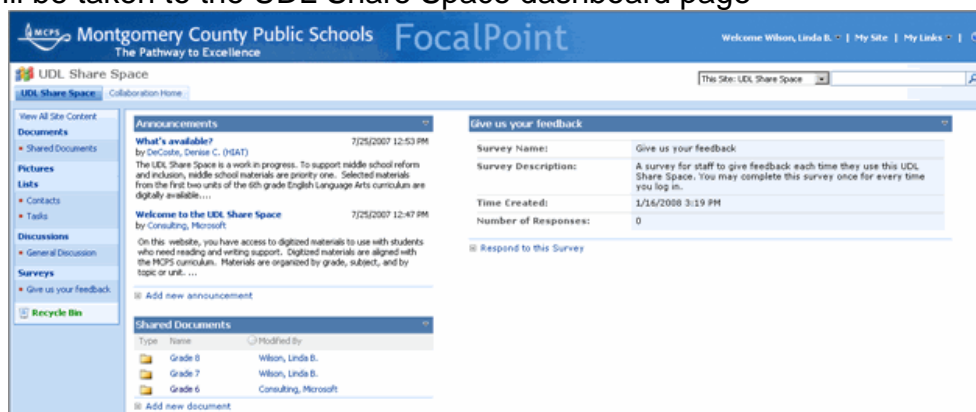 ill be taken to the UDL Share Space dashboard page
MCPS Montgomery County Public Schools FocalPoint
The Pathway to Excellence
Welcome Wilson, Linda B. | My Site | My Links |
UDL Share Space
This Site: UDL Share Space
UDL Share Space Collaboration Home
View All Site Content
Documents
Shared Documents
Pictures
Lists
Contacts
Tasks
Discussions
General Discussion
Surveys
Give us your feedback
Recycle Bin
Announcements
What's available? 7/25/2007 12:53 PM
by DeCoste, Denise C. (HIAT)
The UDL Share Space is a work in progress. To support middle school reform
and inclusion, middle school materials are priority one. Selected materials
from the first two units of the 6th grade English Language Arts curriculum are
digitally available....
Welcome to the UDL Share Space 7/25/2007 12:47 PM
by Consulting, Microsoft
On this website, you have access to digitized materials to use with students
who need reading and writing support. Digitized materials are aligned with
the MCPS curriculum. Materials are organized by grade, subject, and by
topic or unit. ...
Add new announcement
Shared Documents
Type Name Modified By
Grade 8 Wilson, Linda B.
Grade 7 Wilson, Linda B.
Grade 6 Consulting, Microsoft
Add new document
Give us your feedback
Survey Name: Give us your feedback
Survey Description: A survey for staff to give feedback each time they use this UDL
Share Space. You may complete this survey once for every time
you log in.
Time Created: 1/16/2008 3:19 PM
Number of Responses: 0
Respond to this Survey